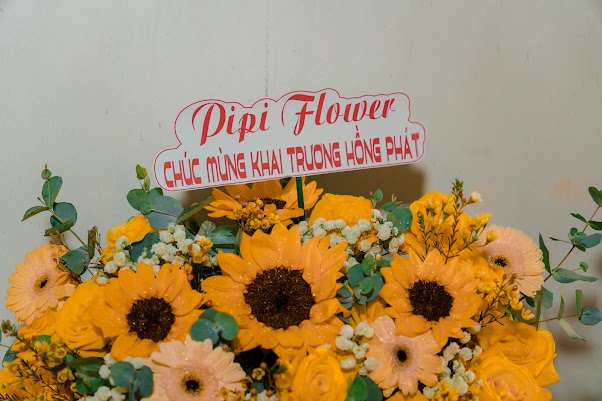 Pipi Flower
CHÚC MỪNG KHAI TRƯƠNG HỒNG PHÁT